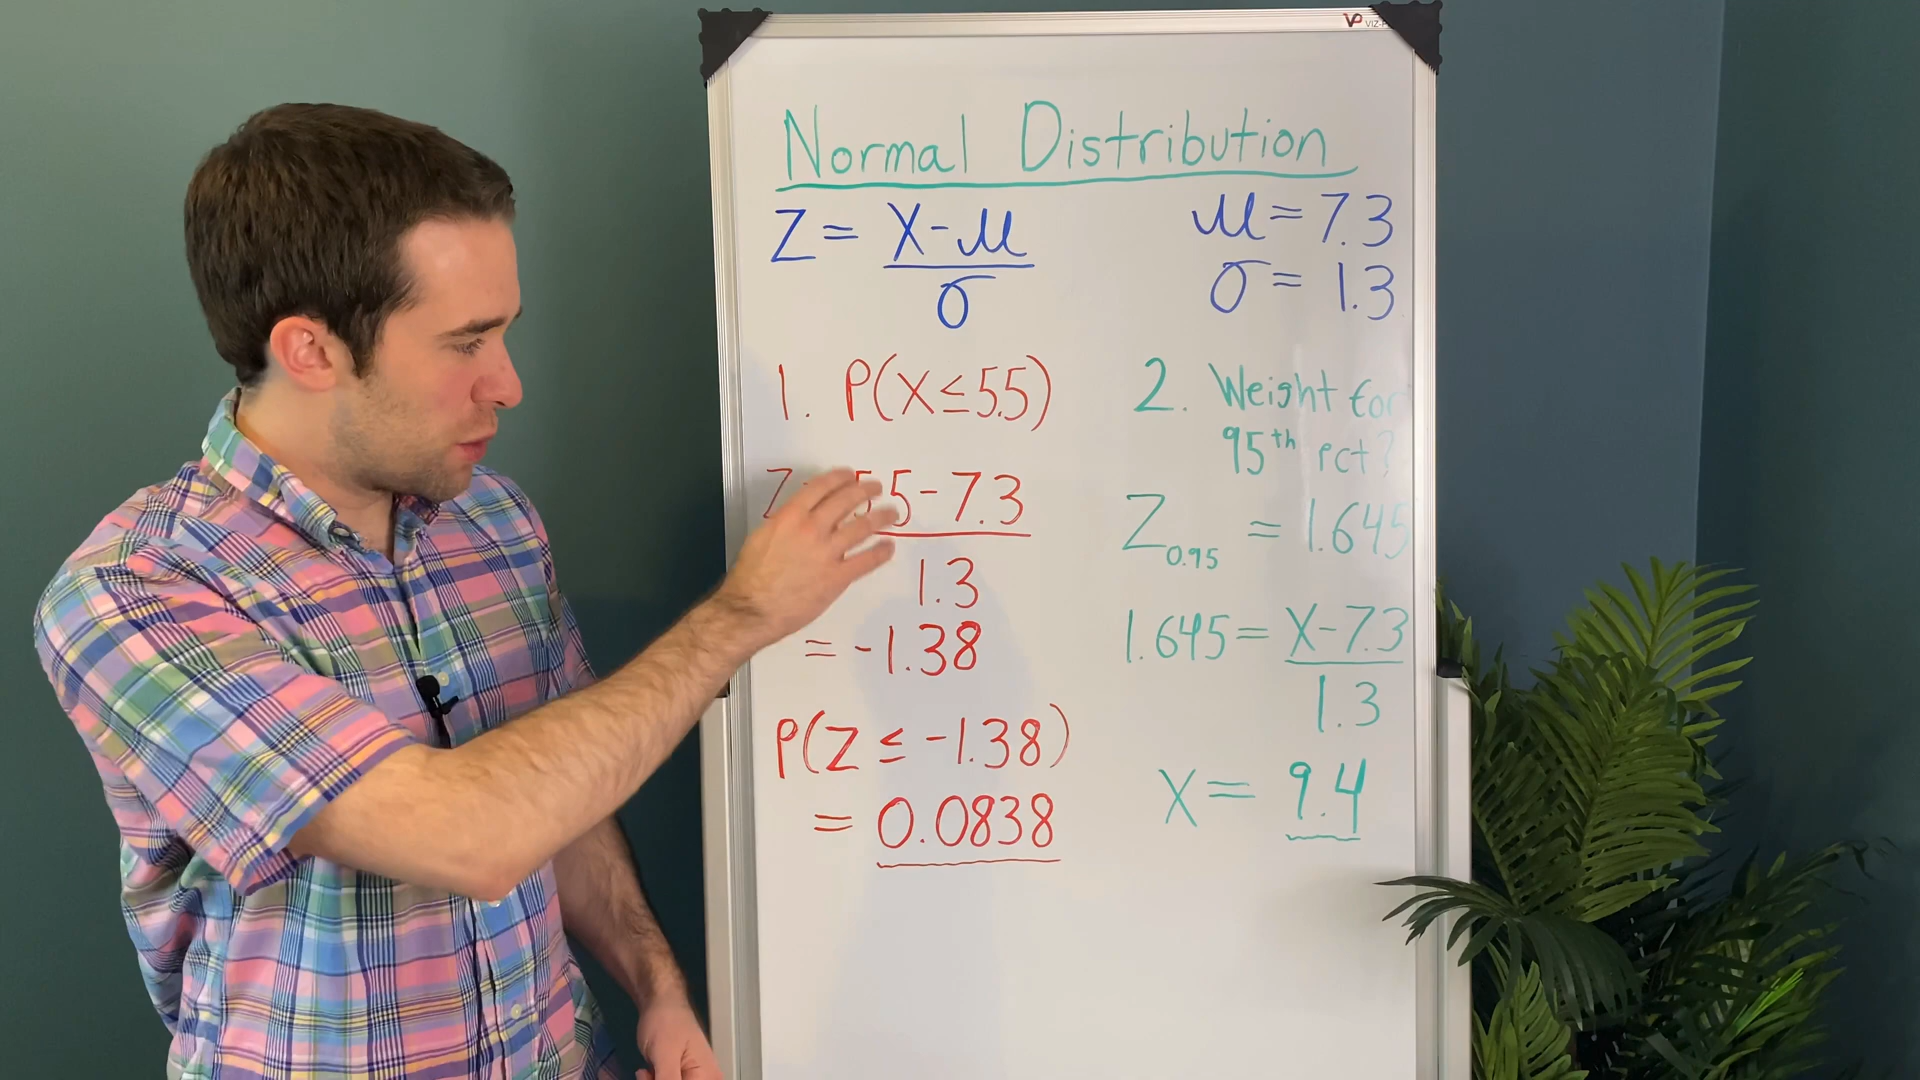 Normal Distribution
Z = X-μ
σ
μ = 7.3
σ = 1.3
1. P(X≤5.5)
Z= 5.5-7.3
1.3
= -1.38
P(Z ≤ -1.38)
= 0.0838
2. Weight for
95th pct?
Z0.95 = 1.645
1.645= X-7.3
1.3
X= 9.4